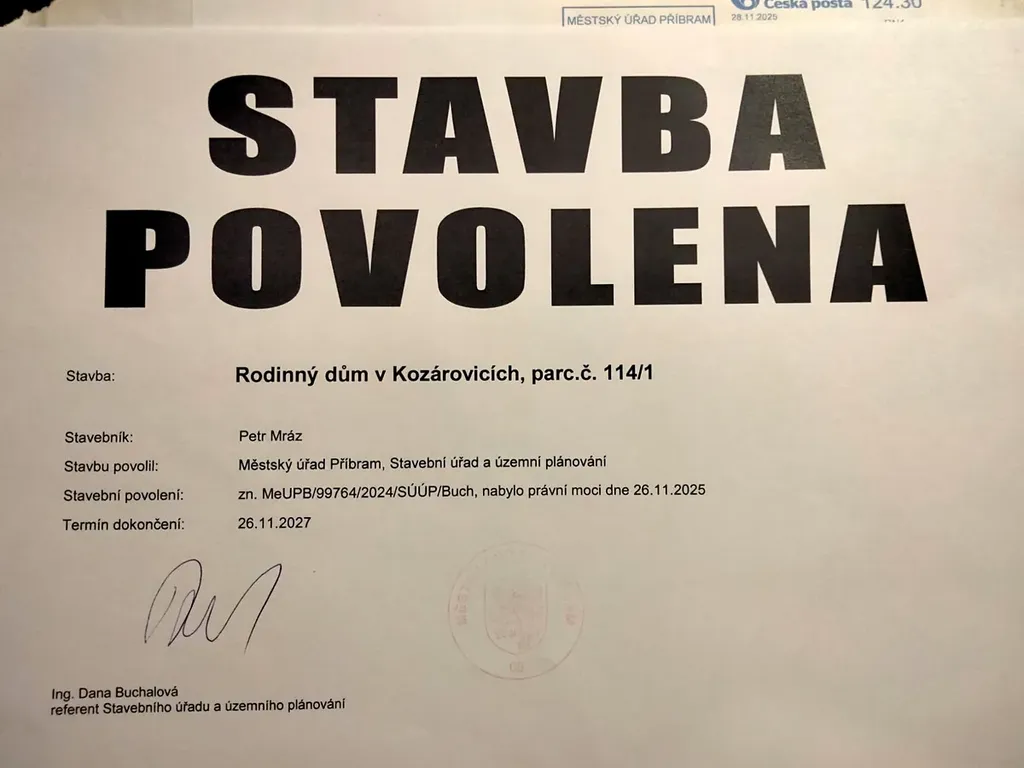 MĚSTSKÝ ÚŘAD PŘÍBRAM
Česká pošta 124.30
28.11.2025
STAVBA
POVOLENA
Stavba: Rodinný dům v Kozárovicích, parc.č. 114/1
Stavebník: Petr Mráz
Stavbu povolil: Městský úřad Příbram, Stavební úřad a územní plánování
Stavební povolení: zn. MeUPB/99764/2024/SÚÚP/Buch, nabylo právní moci dne 26.11.2025
Termín dokončení: 26.11.2027
Ing. Dana Buchalová
referent Stavebního úřadu a územního plánování